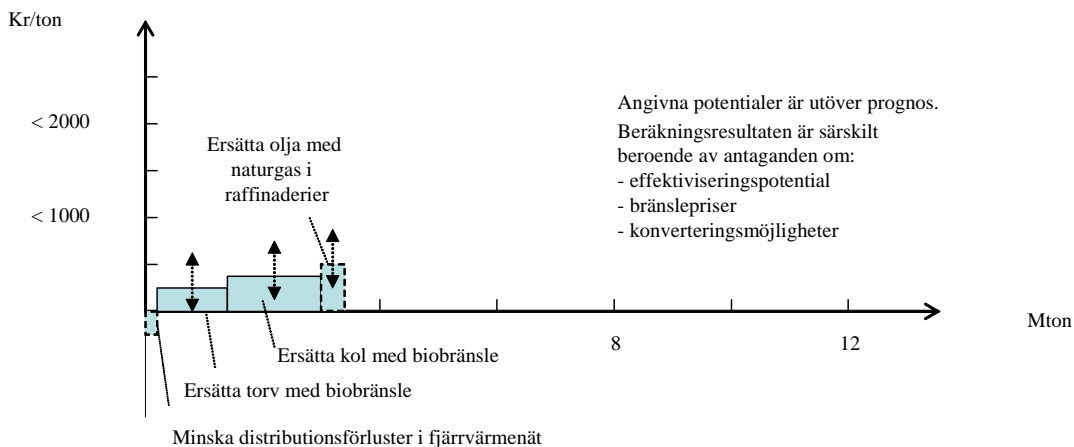 Kr/ton
Angivna potentialer är utöver prognos.
< 2000
Beräkningsresultaten är särskilt
beroende av antaganden om:
- effektiviseringspotential
- bränslepriser
- konverteringsmöjligheter
Ersätta olja med
naturgas i
raffinaderier
< 1000
Mton
8
12
Ersätta kol med biobränsle
Ersätta torv med biobränsle
Minska distributionsförluster i fjärrvärmenät